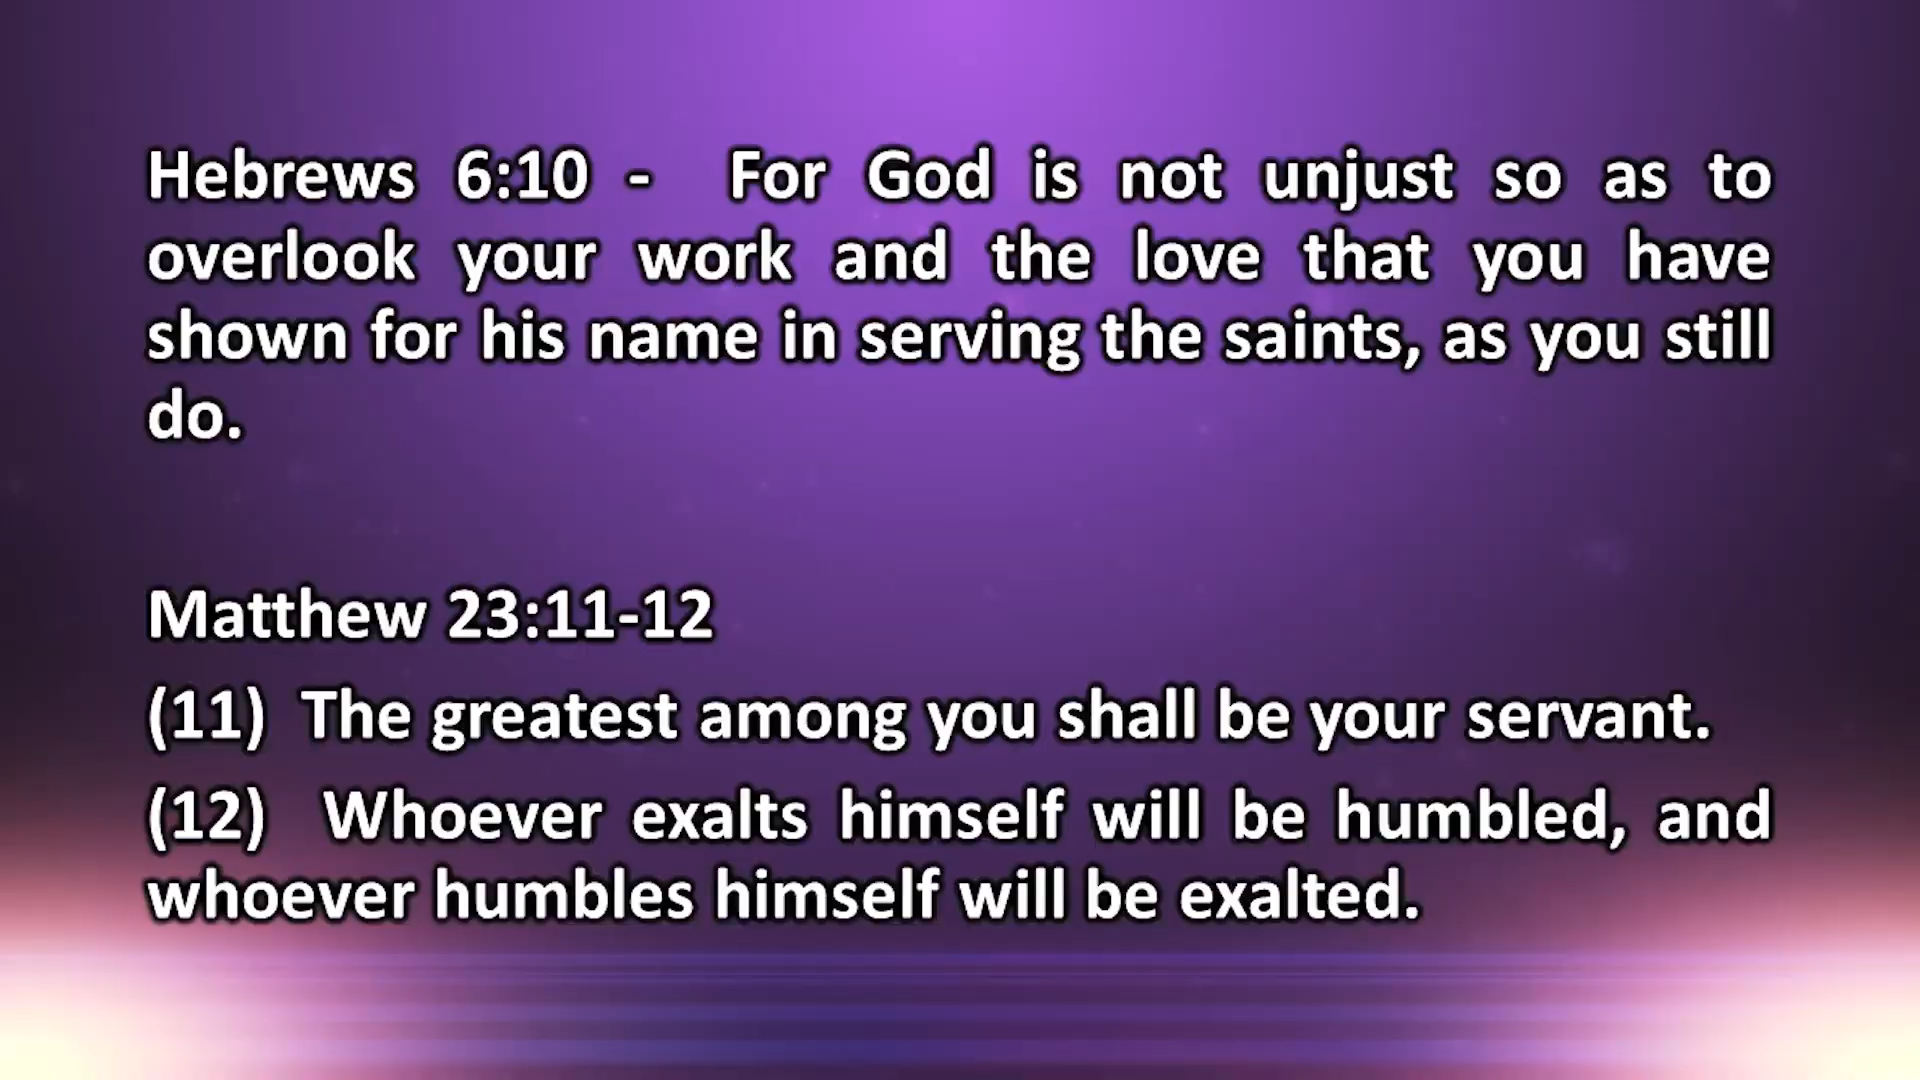 Hebrews 6:10 - For God is not unjust so as to
overlook your work and the love that you have
shown for his name in serving the saints, as you still
do.
Matthew 23:11-12
(11) The greatest among you shall be your servant.
(12) Whoever exalts himself will be humbled, and
whoever humbles himself will be exalted.